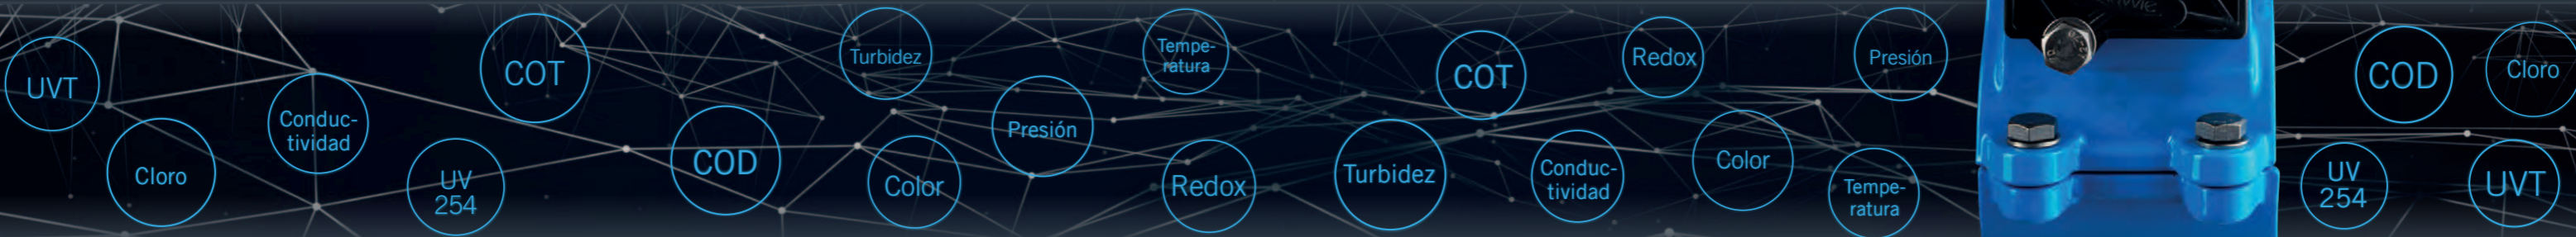 UVT
Cloro
Conduc-
tividad
UV
254
COT
COD
Turbidez
Color
Presión
Tempe-
ratura
Redox
Turbidez
COT
Conduc-
tividad
Redox
Color
Presión
Tempe-
ratura
UV
254
COD
UVT
Cloro